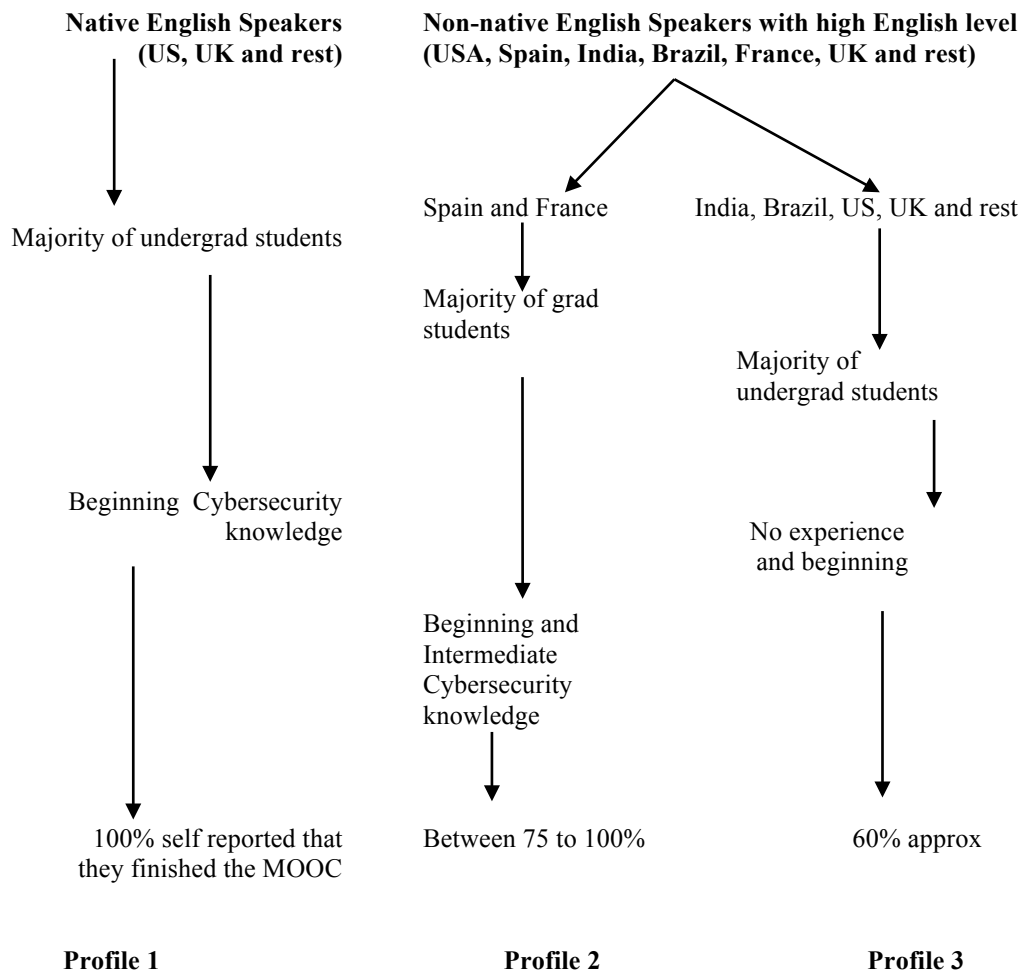 Native English Speakers
(US, UK and rest)
Non-native English Speakers with high English level
(USA, Spain, India, Brazil, France, UK and rest)
Spain and France
India, Brazil, US, UK and rest
Majority of undergrad students
Majority of grad
students
Majority of
undergrad students
Beginning Cybersecurity
knowledge
No experience
and beginning
Beginning and
Intermediate
Cybersecurity
knowledge
100% self reported that
they finished the MOOC
Between 75 to 100%
60% approx
Profile 1
Profile 2
Profile 3